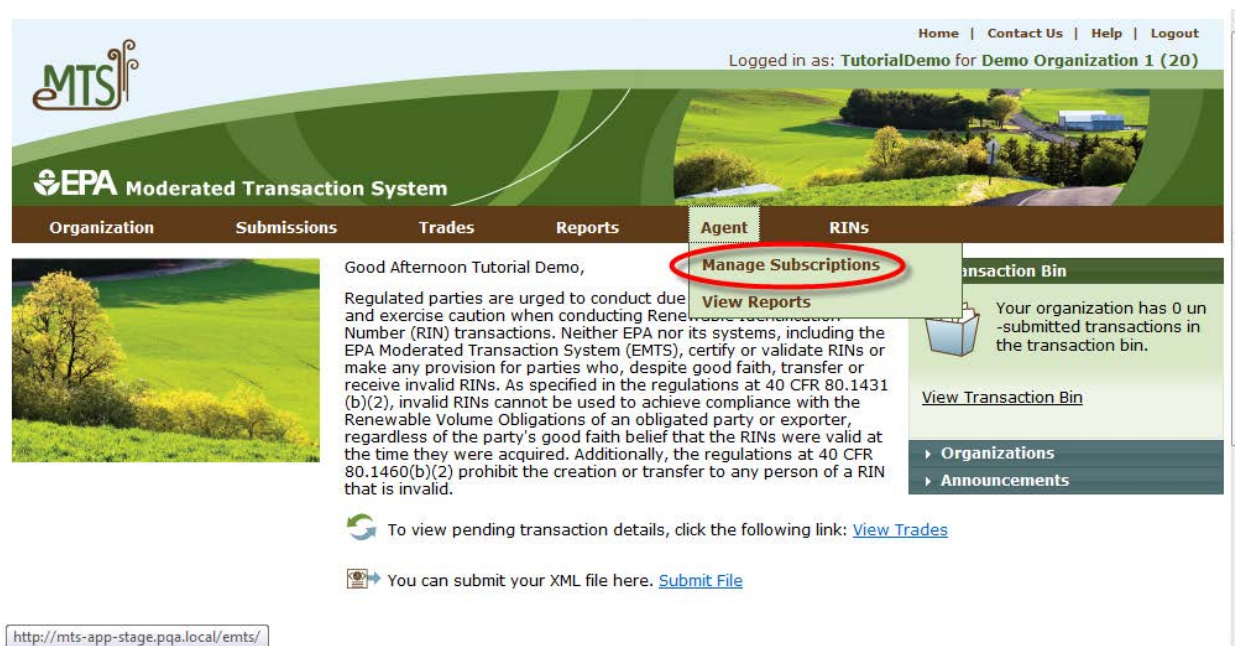 Home | Contact Us | Help | Logout
Logged in as: TutorialDemo for Demo Organization 1 (20)
eMTS
EPA Moderated Transaction System
Organization Submissions Trades Reports Agent RINs
Manage Subscriptions
View Reports
Good Afternoon Tutorial Demo,
Regulated parties are urged to conduct due
and exercise caution when conducting
Number (RIN) transactions. Neither EPA nor its systems, including the
EPA Moderated Transaction System (EMTS), certify or validate RINs or
make any provision for parties who, despite good faith, transfer or
receive invalid RINs. As specified in the regulations at 40 CFR 80.1431
(b)(2), invalid RINs cannot be used to achieve compliance with the
Renewable Volume Obligations of an obligated party or exporter,
regardless of the party's good faith belief that the RINs were valid at
the time they were acquired. Additionally, the regulations at 40 CFR
80.1460(b)(2) prohibit the creation or transfer to any person of a RIN
that is invalid.
To view pending transaction details, click the following link: View Trades
You can submit your XML file here. Submit File
Bin
Your organization has 0 un
-submitted transactions in
the transaction bin.
View Transaction Bin
Organizations
Announcements
http://mts-app-stage.pqa.local/emts/